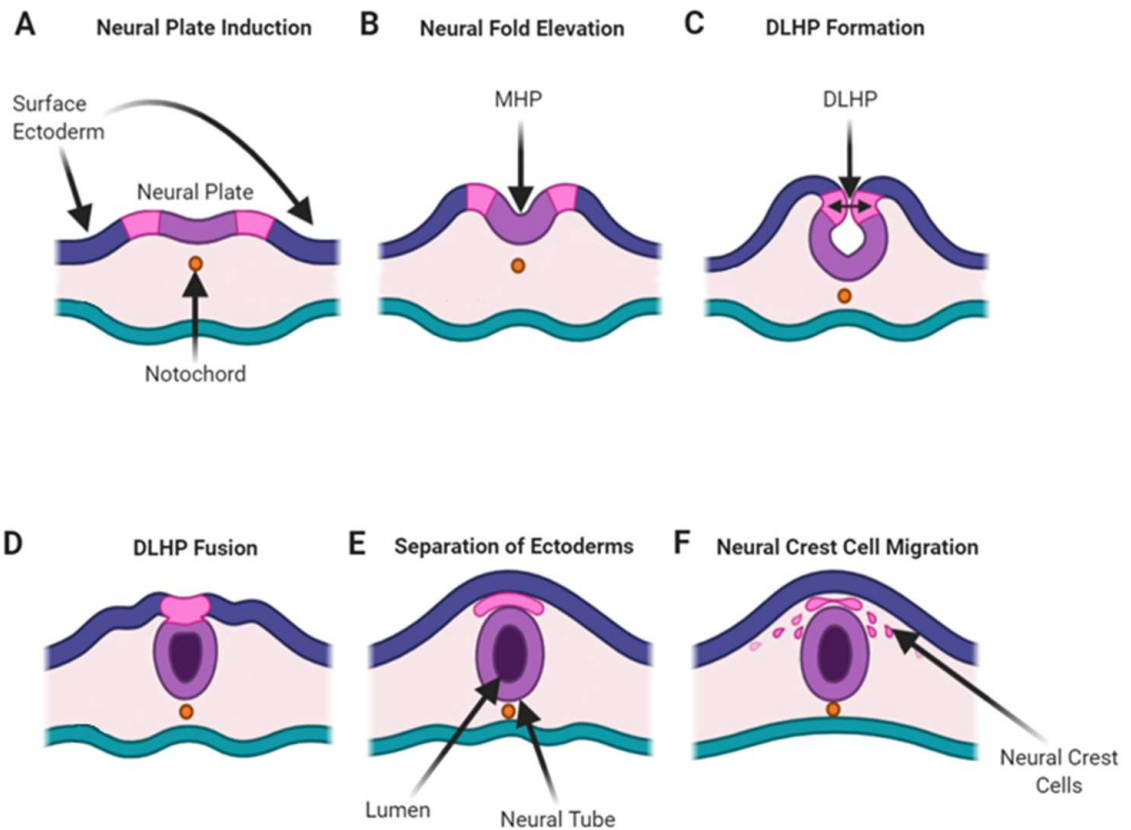 A Neural Plate Induction
Surface
Ectoderm
Neural Plate
Notochord
B Neural Fold Elevation
MHP
C DLHP Formation
DLHP
D DLHP Fusion
E Separation of Ectoderms
Lumen
Neural Tube
F Neural Crest Cell Migration
Neural Crest
Cells